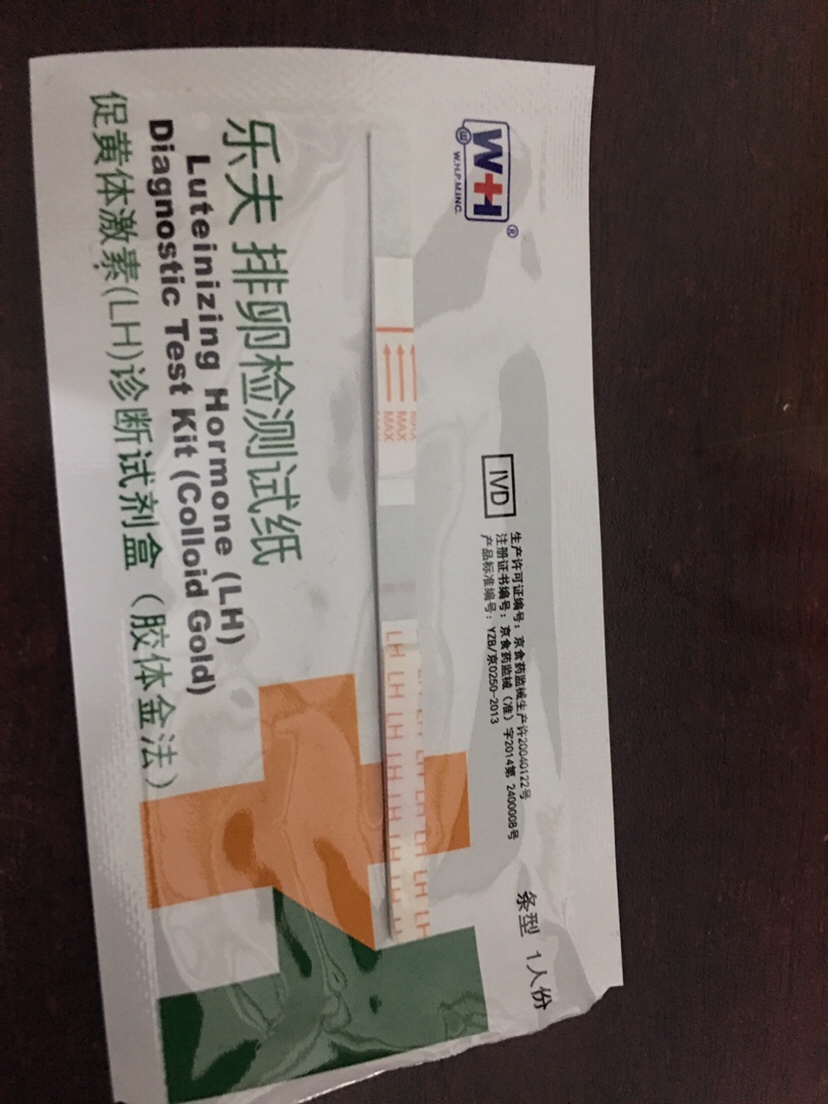 W+H®
W.H.P.M.INC.
乐夫 排卵检测试纸
Luteinizing Hormone (LH)
Diagnostic Test Kit (Colloid Gold)
促黄体激素(LH)诊断试剂盒（胶体金法）
IVD
生产许可证编号：京食药监械生产许20040122号
注册证书编号：京食药监械（准）字2014第 2400008号
产品标准编号：YZB/京0250-2013
条型 1人份
MAX
MAX
LH LH LH LH LH LH LH LH
LH LH LH LH LH